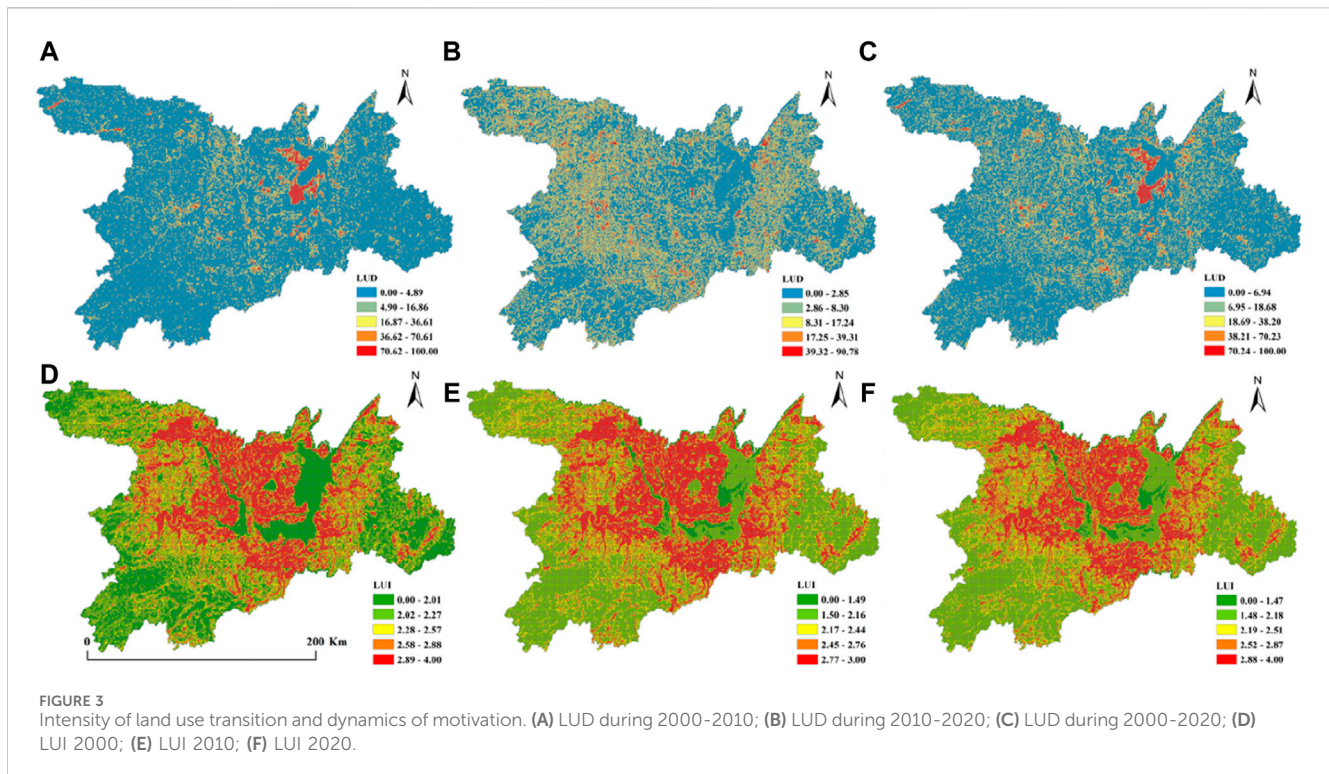 A
N
LUD
0.00 - 4.89
4.90 - 16.86
16.87 - 36.61
36.62 - 70.61
70.62 - 100.00
B
N
LUD
0.00 - 2.85
2.86 - 8.30
8.31 - 17.24
17.25 - 39.31
39.32 - 90.78
C
N
LUD
0.00 - 6.94
6.95 - 18.68
18.69 - 38.20
38.21 - 70.23
70.24 - 100.00
D
N
LUI
0.00 - 2.01
2.02 - 2.27
2.28 - 2.57
2.58 - 2.88
2.89 - 4.00
0 200 Km
E
N
LUI
0.00 - 1.49
1.50 - 2.16
2.17 - 2.44
2.45 - 2.76
2.77 - 3.00
F
N
LUI
0.00 - 1.47
1.48 - 2.18
2.19 - 2.51
2.52 - 2.87
2.88 - 4.00
FIGURE 3
Intensity of land use transition and dynamics of motivation. (A) LUD during 2000-2010; (B) LUD during 2010-2020; (C) LUD during 2000-2020; (D)
LUI 2000; (E) LUI 2010; (F) LUI 2020.